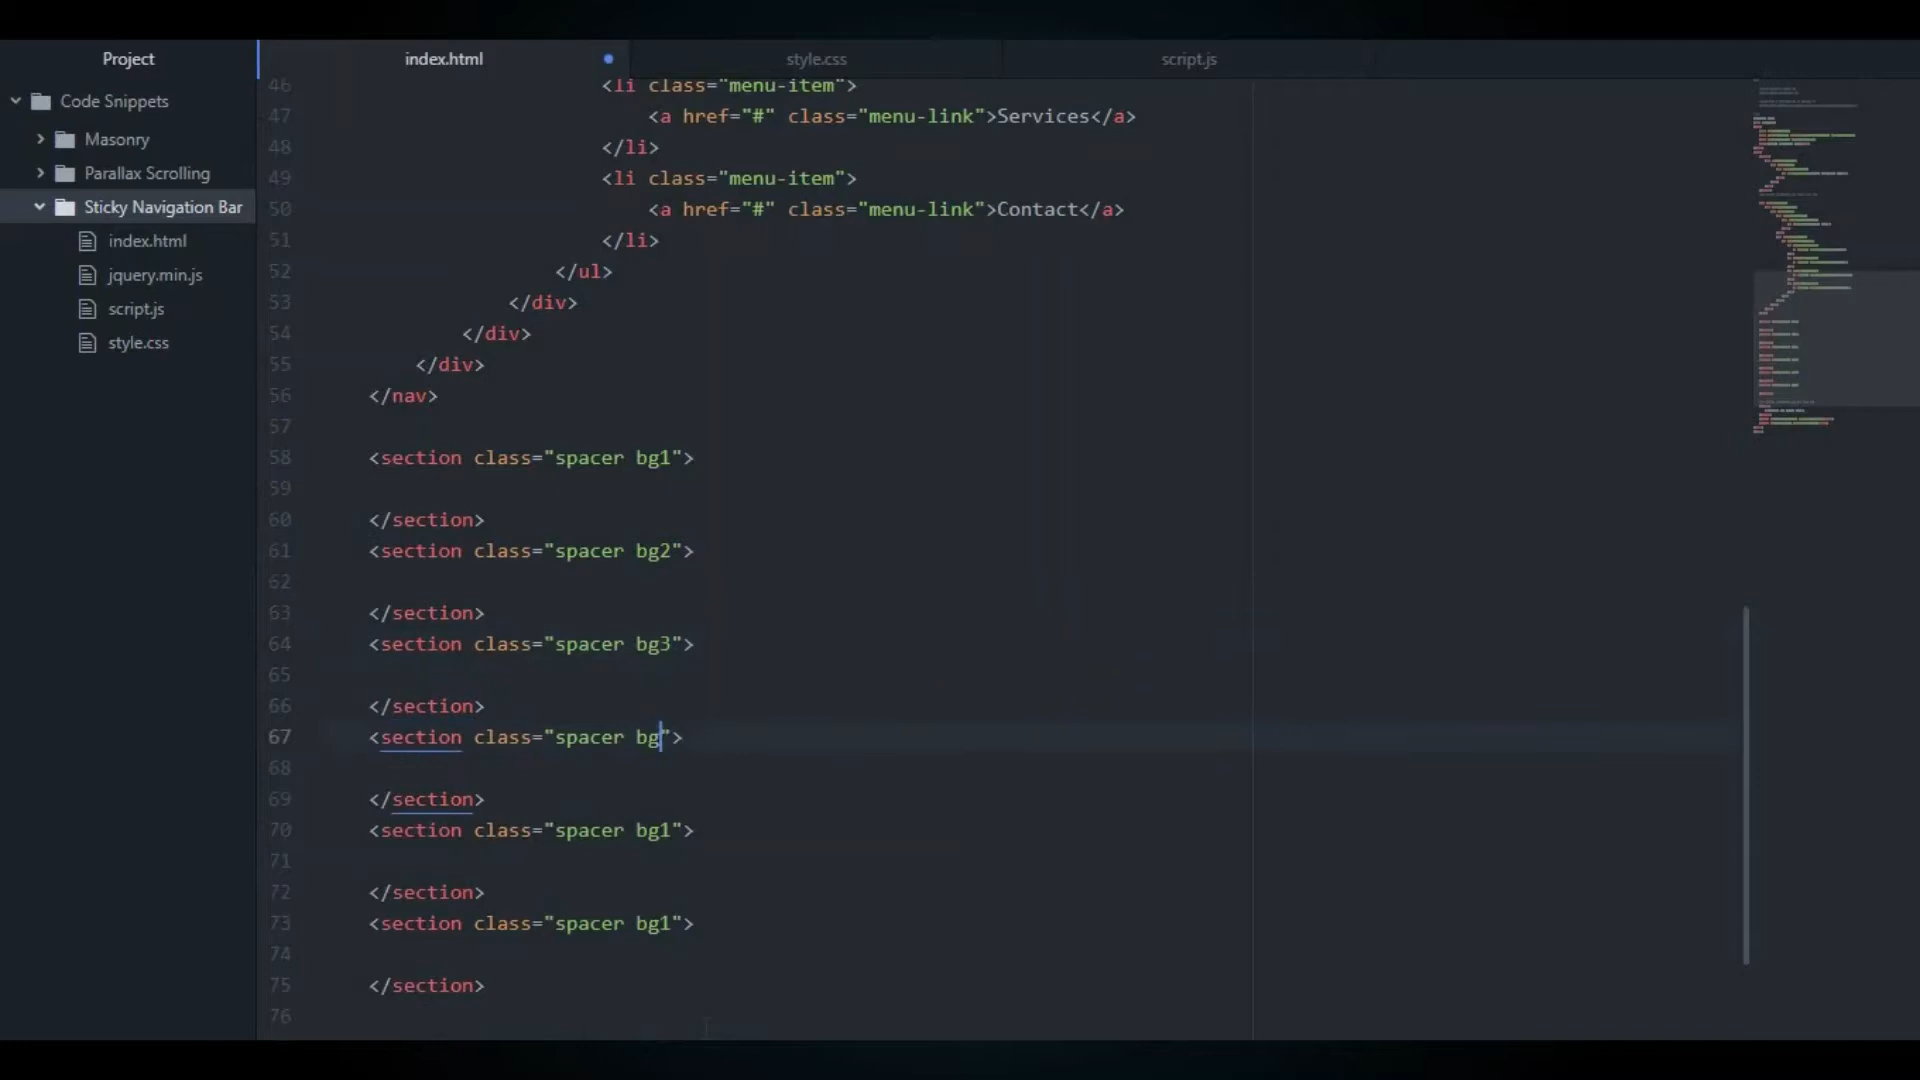 Project
index.html
style.css
script.js
Code Snippets
Masonry
Parallax Scrolling
Sticky Navigation Bar
index.html
jquery.min.js
script.js
style.css
46 <li class="menu-item">
47 <a href="#" class="menu-link">Services</a>
48 </li>
49 <li class="menu-item">
50 <a href="#" class="menu-link">Contact</a>
51 </li>
52 </ul>
53 </div>
54 </div>
55 </div>
56 </nav>
57
58 <section class="spacer bg1">
59
60 </section>
61 <section class="spacer bg2">
62
63 </section>
64 <section class="spacer bg3">
65
66 </section>
67 <section class="spacer bg">
68
69 </section>
70 <section class="spacer bg1">
71
72 </section>
73 <section class="spacer bg1">
74
75 </section>
76